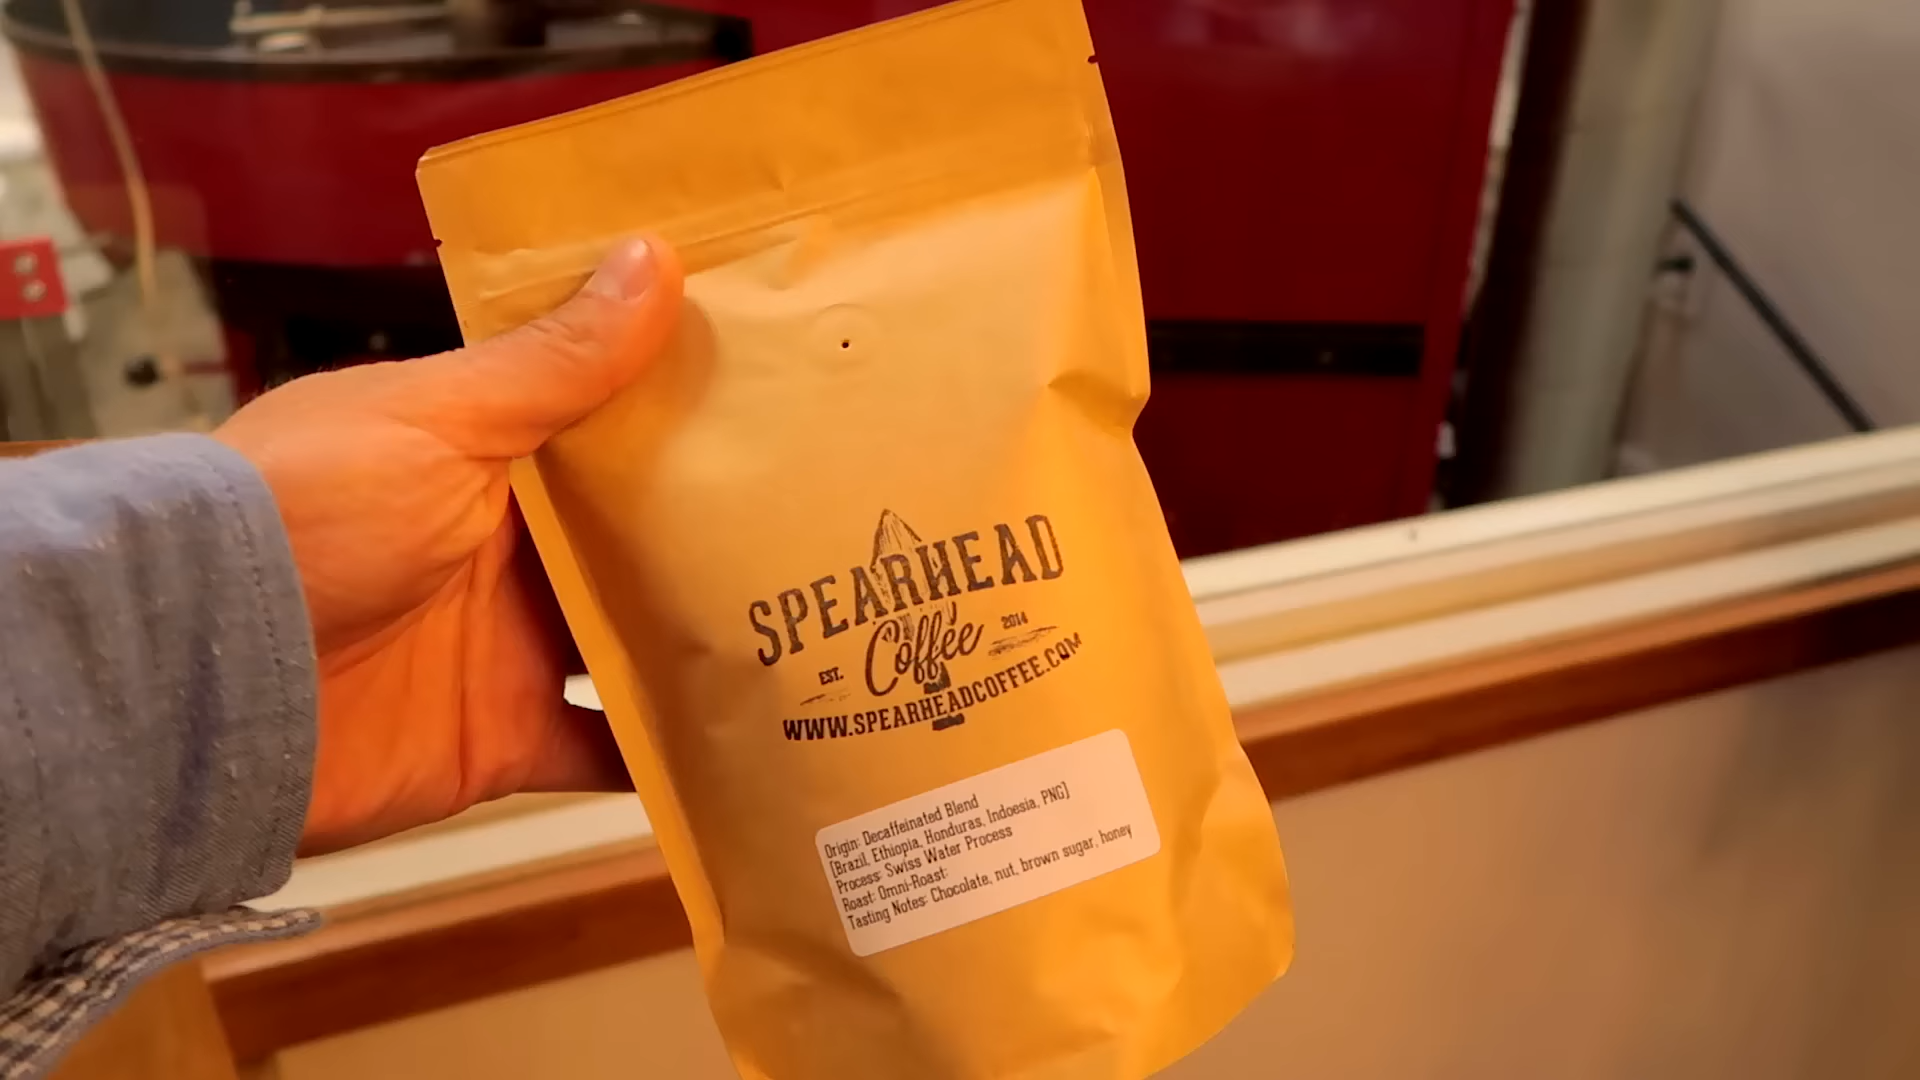 SPEARHEAD
Coffee
EST. 2014
WWW.SPEARHEADCOFFEE.COM
Origin: Decaffeinated Blend
[Brazil, Ethiopia, Honduras, Indoesia, PNG]
Process: Swiss Water Process
Roast: Omni-Roast:
Tasting Notes: Chocolate, nut, brown sugar, honey